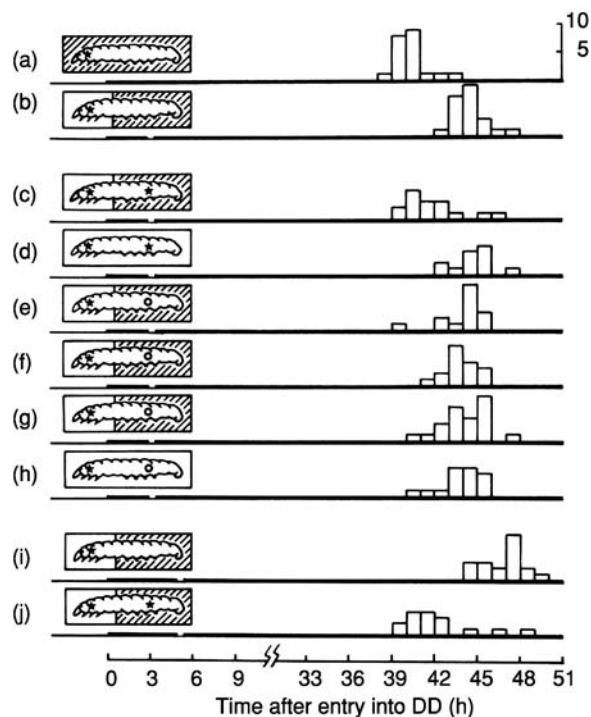 10
5
(a)
(b)
(c)
(d)
(e)
(f)
(g)
(h)
(i)
(j)
0 3 6 9 33 36 39 42 45 48 51
Time after entry into DD (h)